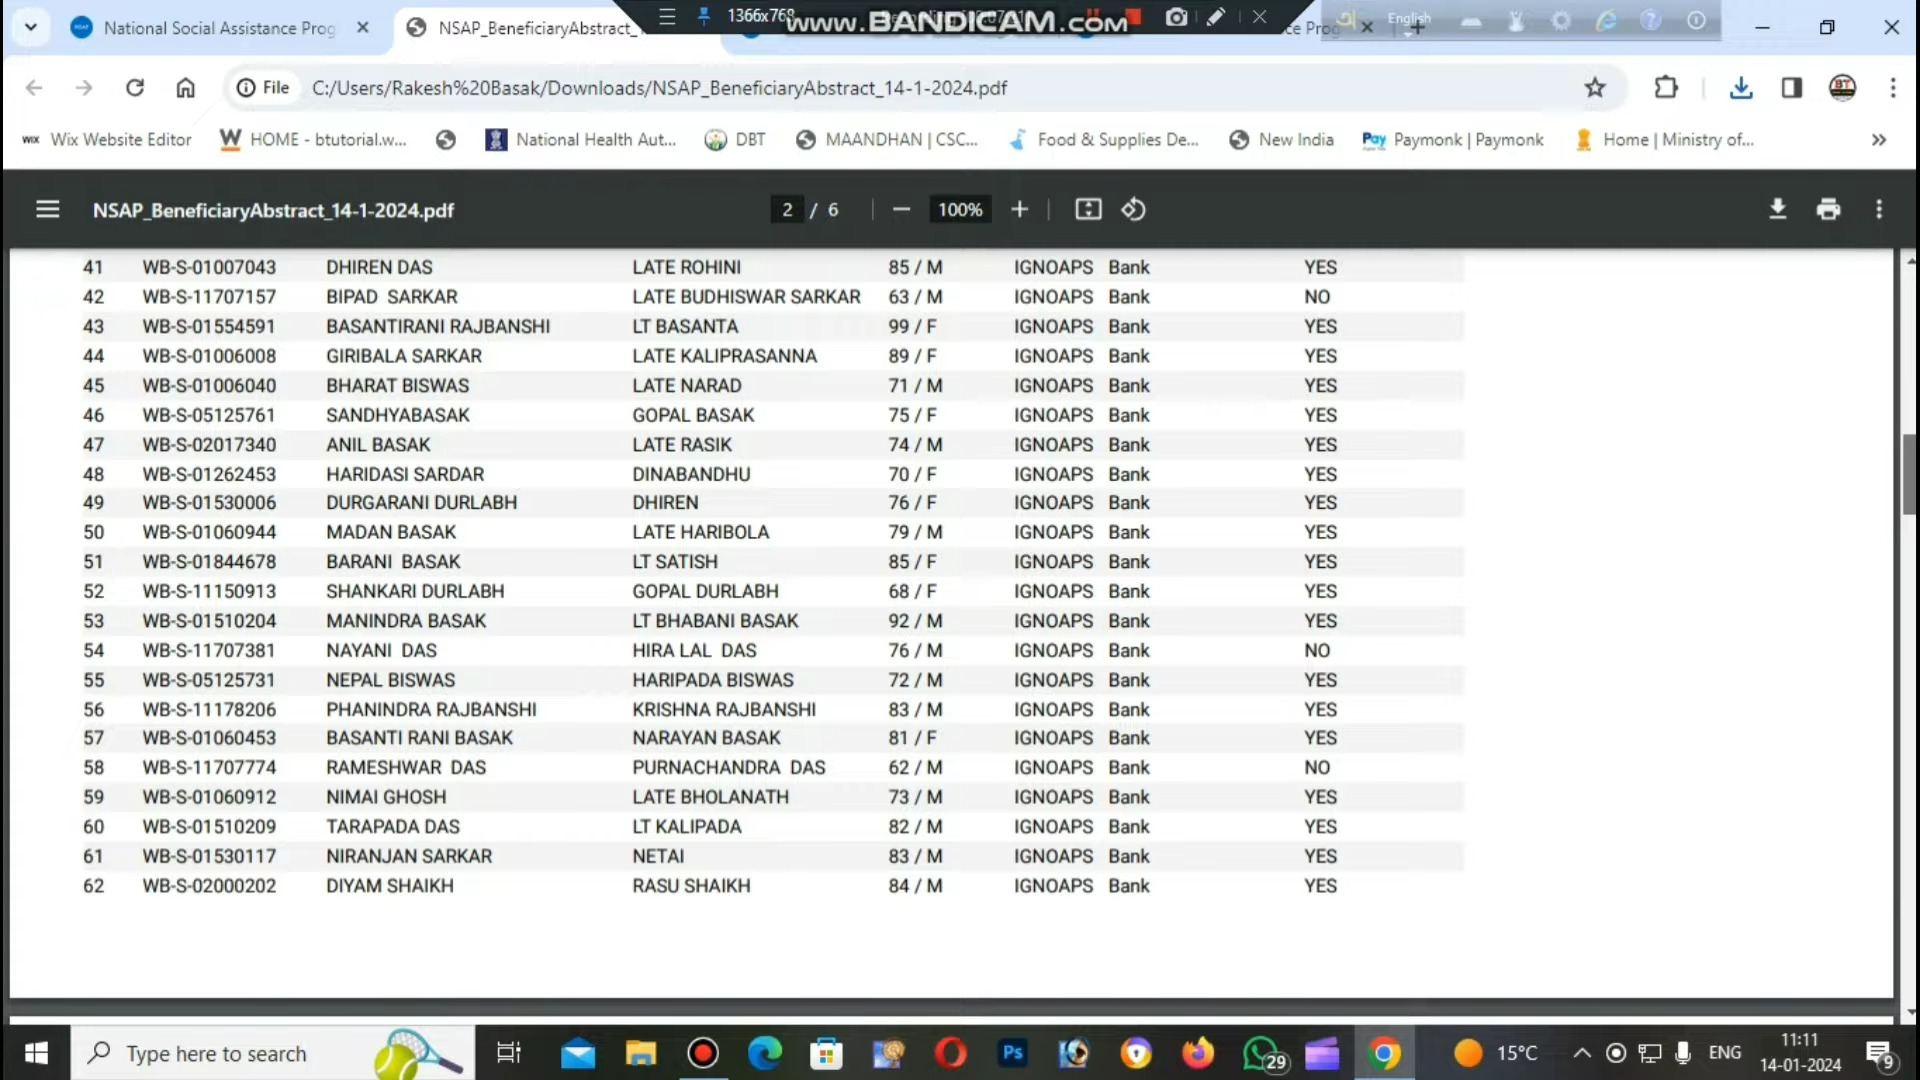 National Social Assistance Prog
NSAP_BeneficiaryAbstract_
1366x768
www.BANDICAM.com
ce Prog
English
File C:/Users/Rakesh%20Basak/Downloads/NSAP_BeneficiaryAbstract_14-1-2024.pdf
BT
WIX Wix Website Editor W HOME - btutorial.w... National Health Aut... DBT MAANDHAN | CSC... Food & Supplies De... New India Pay Paymonk | Paymonk Home | Ministry of...
NSAP_BeneficiaryAbstract_14-1-2024.pdf 2 / 6 100%
41 WB-S-01007043 DHIREN DAS LATE ROHINI 85 / M IGNOAPS Bank YES
42 WB-S-11707157 BIPAD SARKAR LATE BUDHISWAR SARKAR 63 / M IGNOAPS Bank NO
43 WB-S-01554591 BASANTIRANI RAJBANSHI LT BASANTA 99 / F IGNOAPS Bank YES
44 WB-S-01006008 GIRIBALA SARKAR LATE KALIPRASANNA 89 / F IGNOAPS Bank YES
45 WB-S-01006040 BHARAT BISWAS LATE NARAD 71 / M IGNOAPS Bank YES
46 WB-S-05125761 SANDHYABASAK GOPAL BASAK 75 / F IGNOAPS Bank YES
47 WB-S-02017340 ANIL BASAK LATE RASIK 74 / M IGNOAPS Bank YES
48 WB-S-01262453 HARIDASI SARDAR DINABANDHU 70 / F IGNOAPS Bank YES
49 WB-S-01530006 DURGARANI DURLABH DHIREN 76 / F IGNOAPS Bank YES
50 WB-S-01060944 MADAN BASAK LATE HARIBOLA 79 / M IGNOAPS Bank YES
51 WB-S-01844678 BARANI BASAK LT SATISH 85 / F IGNOAPS Bank YES
52 WB-S-11150913 SHANKARI DURLABH GOPAL DURLABH 68 / F IGNOAPS Bank YES
53 WB-S-01510204 MANINDRA BASAK LT BHABANI BASAK 92 / M IGNOAPS Bank YES
54 WB-S-11707381 NAYANI DAS HIRA LAL DAS 76 / M IGNOAPS Bank NO
55 WB-S-05125731 NEPAL BISWAS HARIPADA BISWAS 72 / M IGNOAPS Bank YES
56 WB-S-11178206 PHANINDRA RAJBANSHI KRISHNA RAJBANSHI 83 / M IGNOAPS Bank YES
57 WB-S-01060453 BASANTI RANI BASAK NARAYAN BASAK 81 / F IGNOAPS Bank YES
58 WB-S-11707774 RAMESHWAR DAS PURNACHANDRA DAS 62 / M IGNOAPS Bank NO
59 WB-S-01060912 NIMAI GHOSH LATE BHOLANATH 73 / M IGNOAPS Bank YES
60 WB-S-01510209 TARAPADA DAS LT KALIPADA 82 / M IGNOAPS Bank YES
61 WB-S-01530117 NIRANJAN SARKAR NETAI 83 / M IGNOAPS Bank YES
62 WB-S-02000202 DIYAM SHAIKH RASU SHAIKH 84 / M IGNOAPS Bank YES
Type here to search Ps 29 15°C ENG 11:11
14-01-2024 9